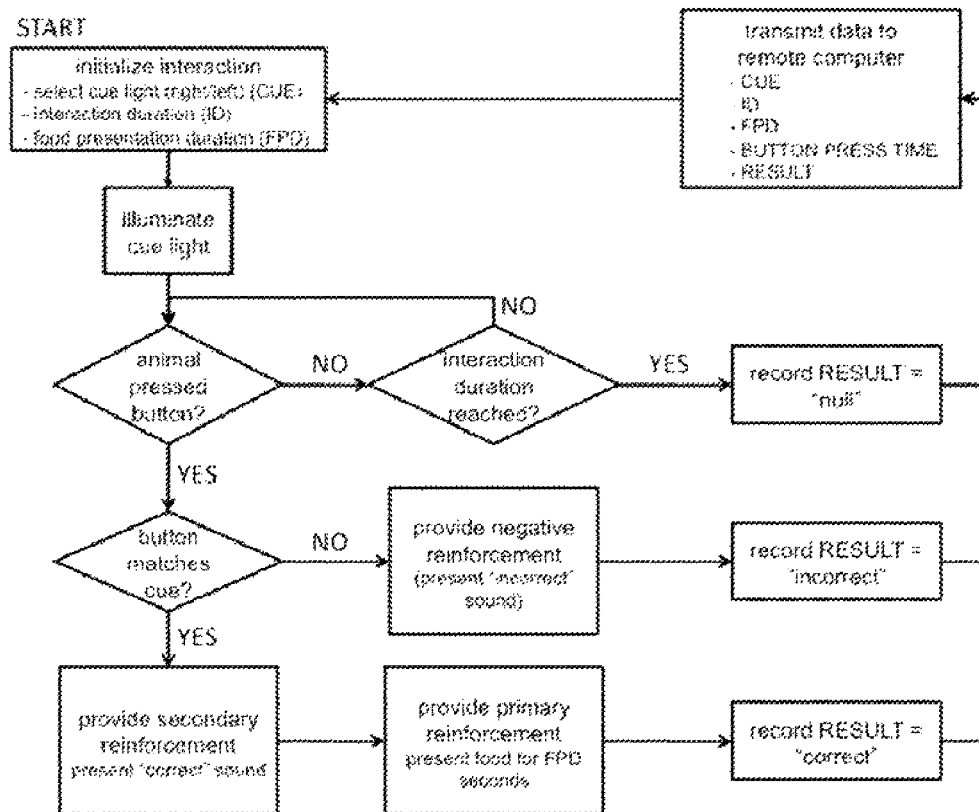 START
initialize interaction
- select cue light (right/left) (CUE)
- interaction duration (ID)
- food presentation duration (FPD)
transmit data to
remote computer
- CUE
- ID
- FPD
- BUTTON PRESS TIME
- RESULT
illuminate
cue light
NO
animal
pressed
button?
NO
interaction
duration
reached?
YES
record RESULT =
"null"
YES
button
matches
cue?
NO
provide negative
reinforcement
(present "incorrect"
sound)
record RESULT =
"incorrect"
YES
provide secondary
reinforcement
present "correct" sound
provide primary
reinforcement
present food for FPD
seconds
record RESULT =
"correct"